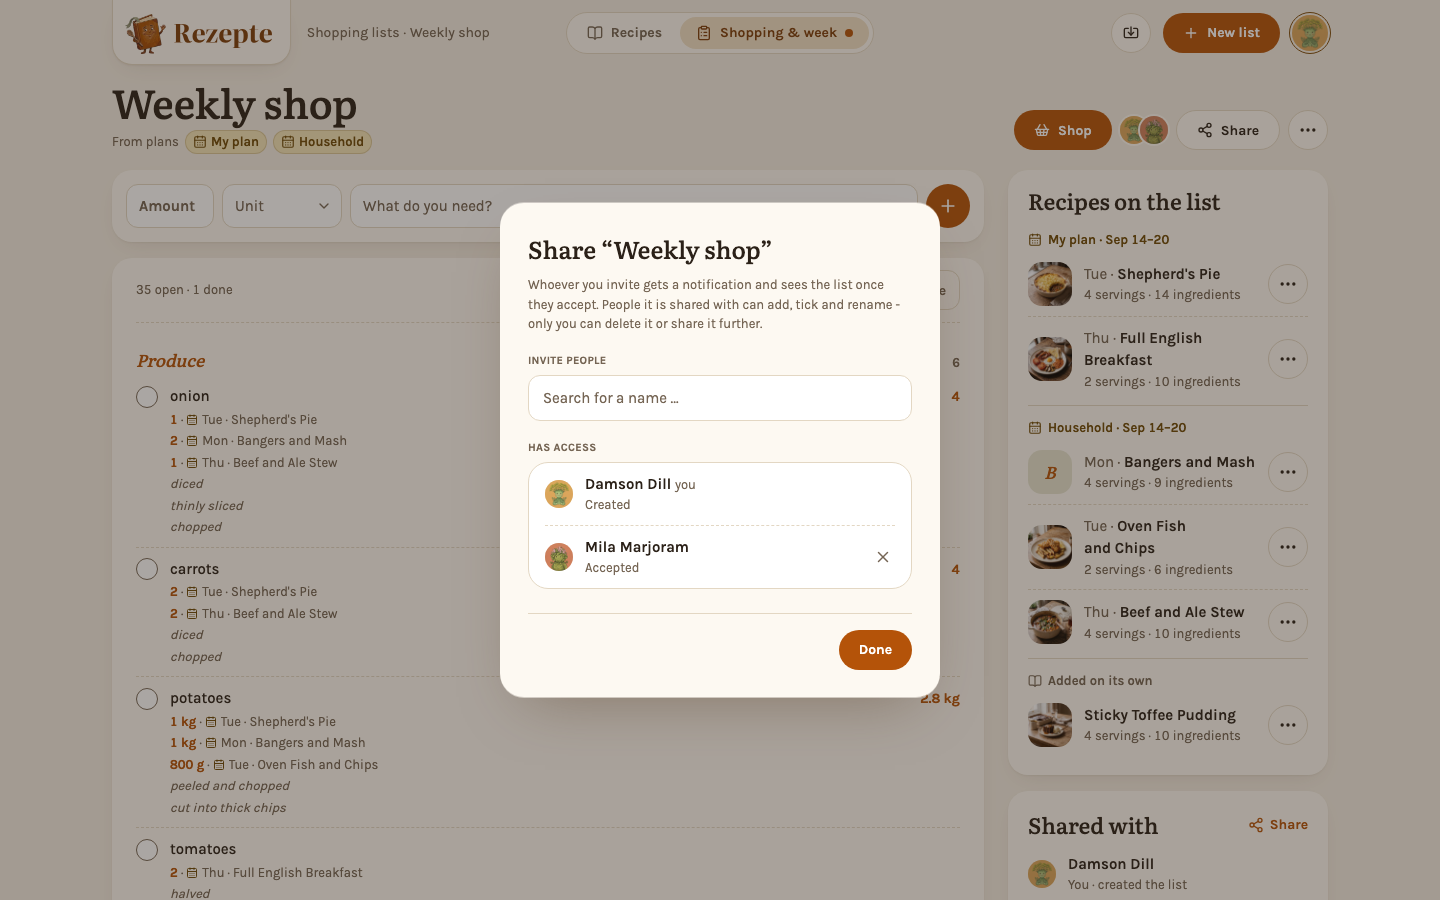 Rezepte
Shopping lists · Weekly shop
Recipes
Shopping & week
New list
Weekly shop
From plans
My plan
Household
Shop
Share
Amount
Unit
What do you need?
35 open · 1 done
Produce
6
onion
4
1 · Tue · Shepherd's Pie
2 · Mon · Bangers and Mash
1 · Thu · Beef and Ale Stew
diced
thinly sliced
chopped
carrots
4
2 · Tue · Shepherd's Pie
2 · Thu · Beef and Ale Stew
diced
chopped
potatoes
2.8 kg
1 kg · Tue · Shepherd's Pie
1 kg · Mon · Bangers and Mash
800 g · Tue · Oven Fish and Chips
peeled and chopped
cut into thick chips
tomatoes
2 · Thu · Full English Breakfast
halved
Share “Weekly shop”
Whoever you invite gets a notification and sees the list once
they accept. People it is shared with can add, tick and rename -
only you can delete it or share it further.
INVITE PEOPLE
Search for a name …
HAS ACCESS
Damson Dill you
Created
Mila Marjoram
Accepted
Done
Recipes on the list
My plan · Sep 14–20
Tue · Shepherd's Pie
4 servings · 14 ingredients
Thu · Full English
Breakfast
2 servings · 10 ingredients
Household · Sep 14–20
B
Mon · Bangers and Mash
4 servings · 9 ingredients
Tue · Oven Fish
and Chips
2 servings · 6 ingredients
Thu · Beef and Ale Stew
4 servings · 10 ingredients
Added on its own
Sticky Toffee Pudding
4 servings · 10 ingredients
Shared with
Share
Damson Dill
You · created the list